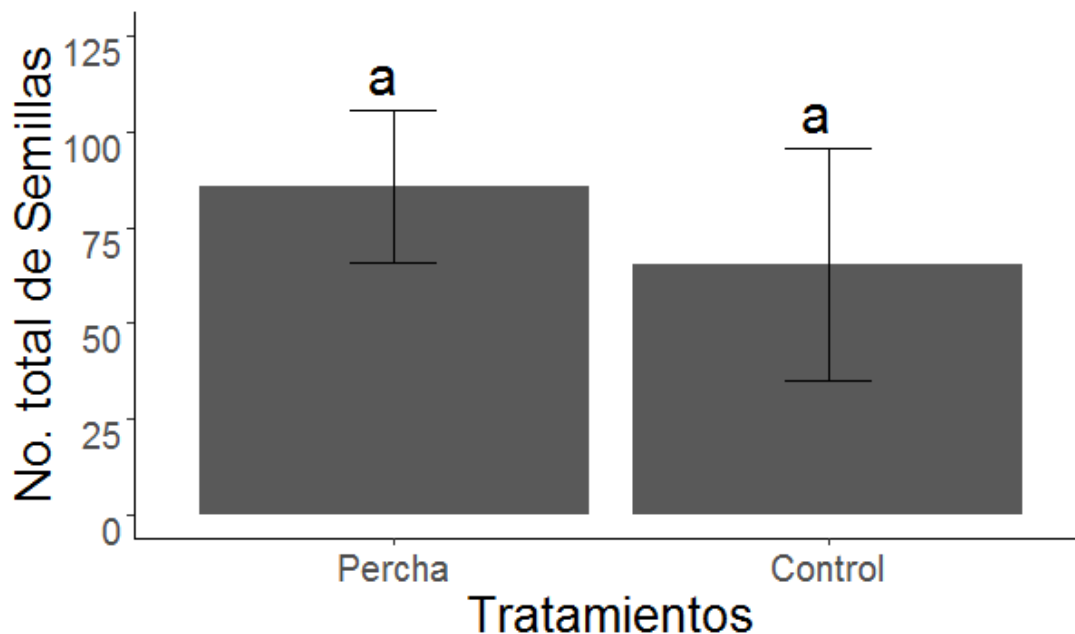 No. total de Semillas
125
100
75
50
25
0
a
a
Percha
Control
Tratamientos